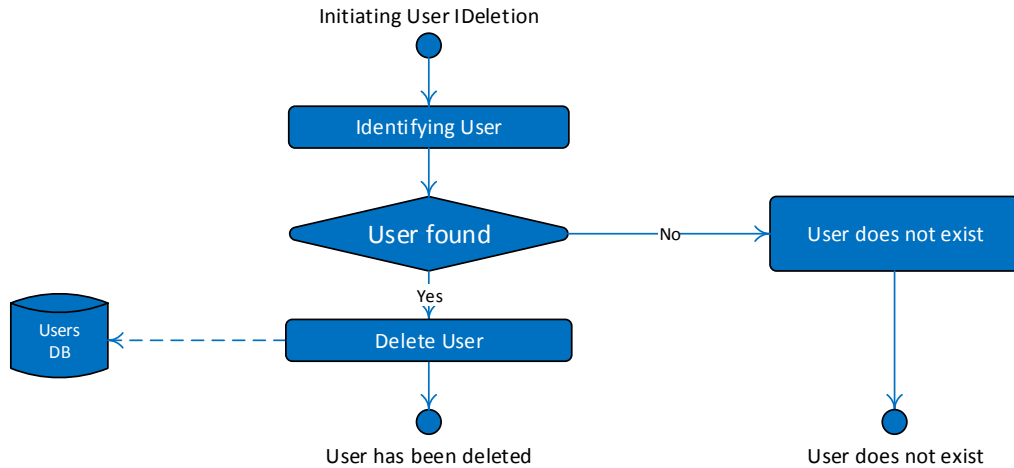 Initiating User IDeletion
Identifying User
User found
No
User does not exist
Yes
Users
DB
Delete User
User has been deleted
User does not exist